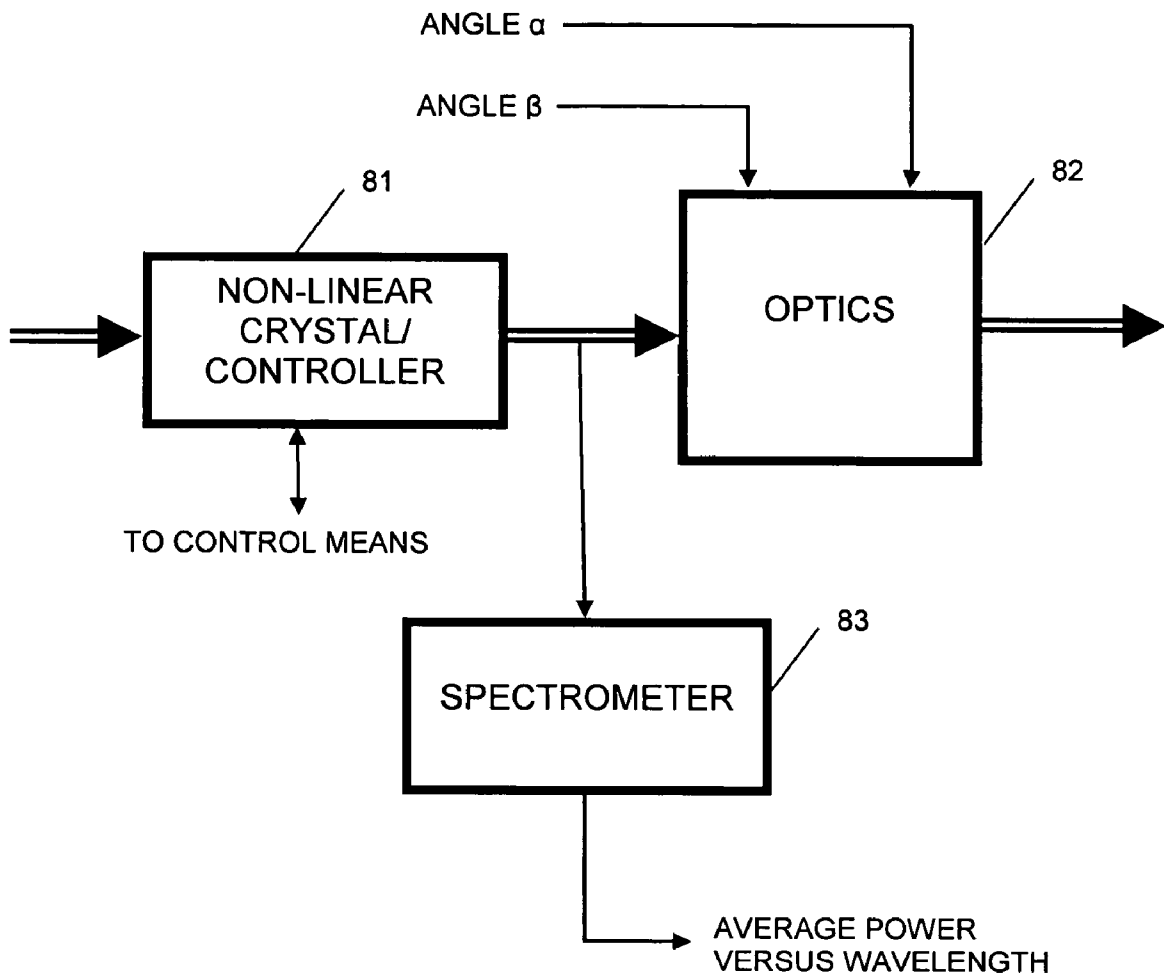 ANGLE α
ANGLE β
81
82
NON-LINEAR
CRYSTAL/
CONTROLLER
OPTICS
TO CONTROL MEANS
83
SPECTROMETER
AVERAGE POWER
VERSUS WAVELENGTH